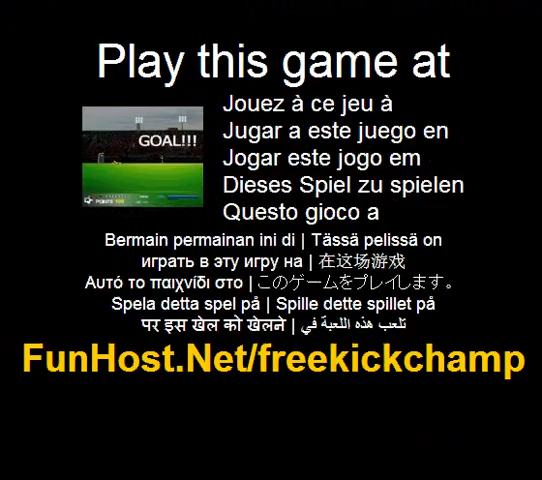 Play this game at
GOAL!!!
POINTS 100
Jouez à ce jeu à
Jugar a este juego en
Jogar este jogo em
Dieses Spiel zu spielen
Questo gioco a
Bermain permainan ini di | Tässä pelissä on
играть в эту игру на | 在这场游戏
Αυτό το παιχνίδι στο | このゲームをプレイします。
Spela detta spel på | Spille dette spillet på
पर इस खेल को खेलने | تلعب هذه اللعبة في
FunHost.Net/freekickchamp